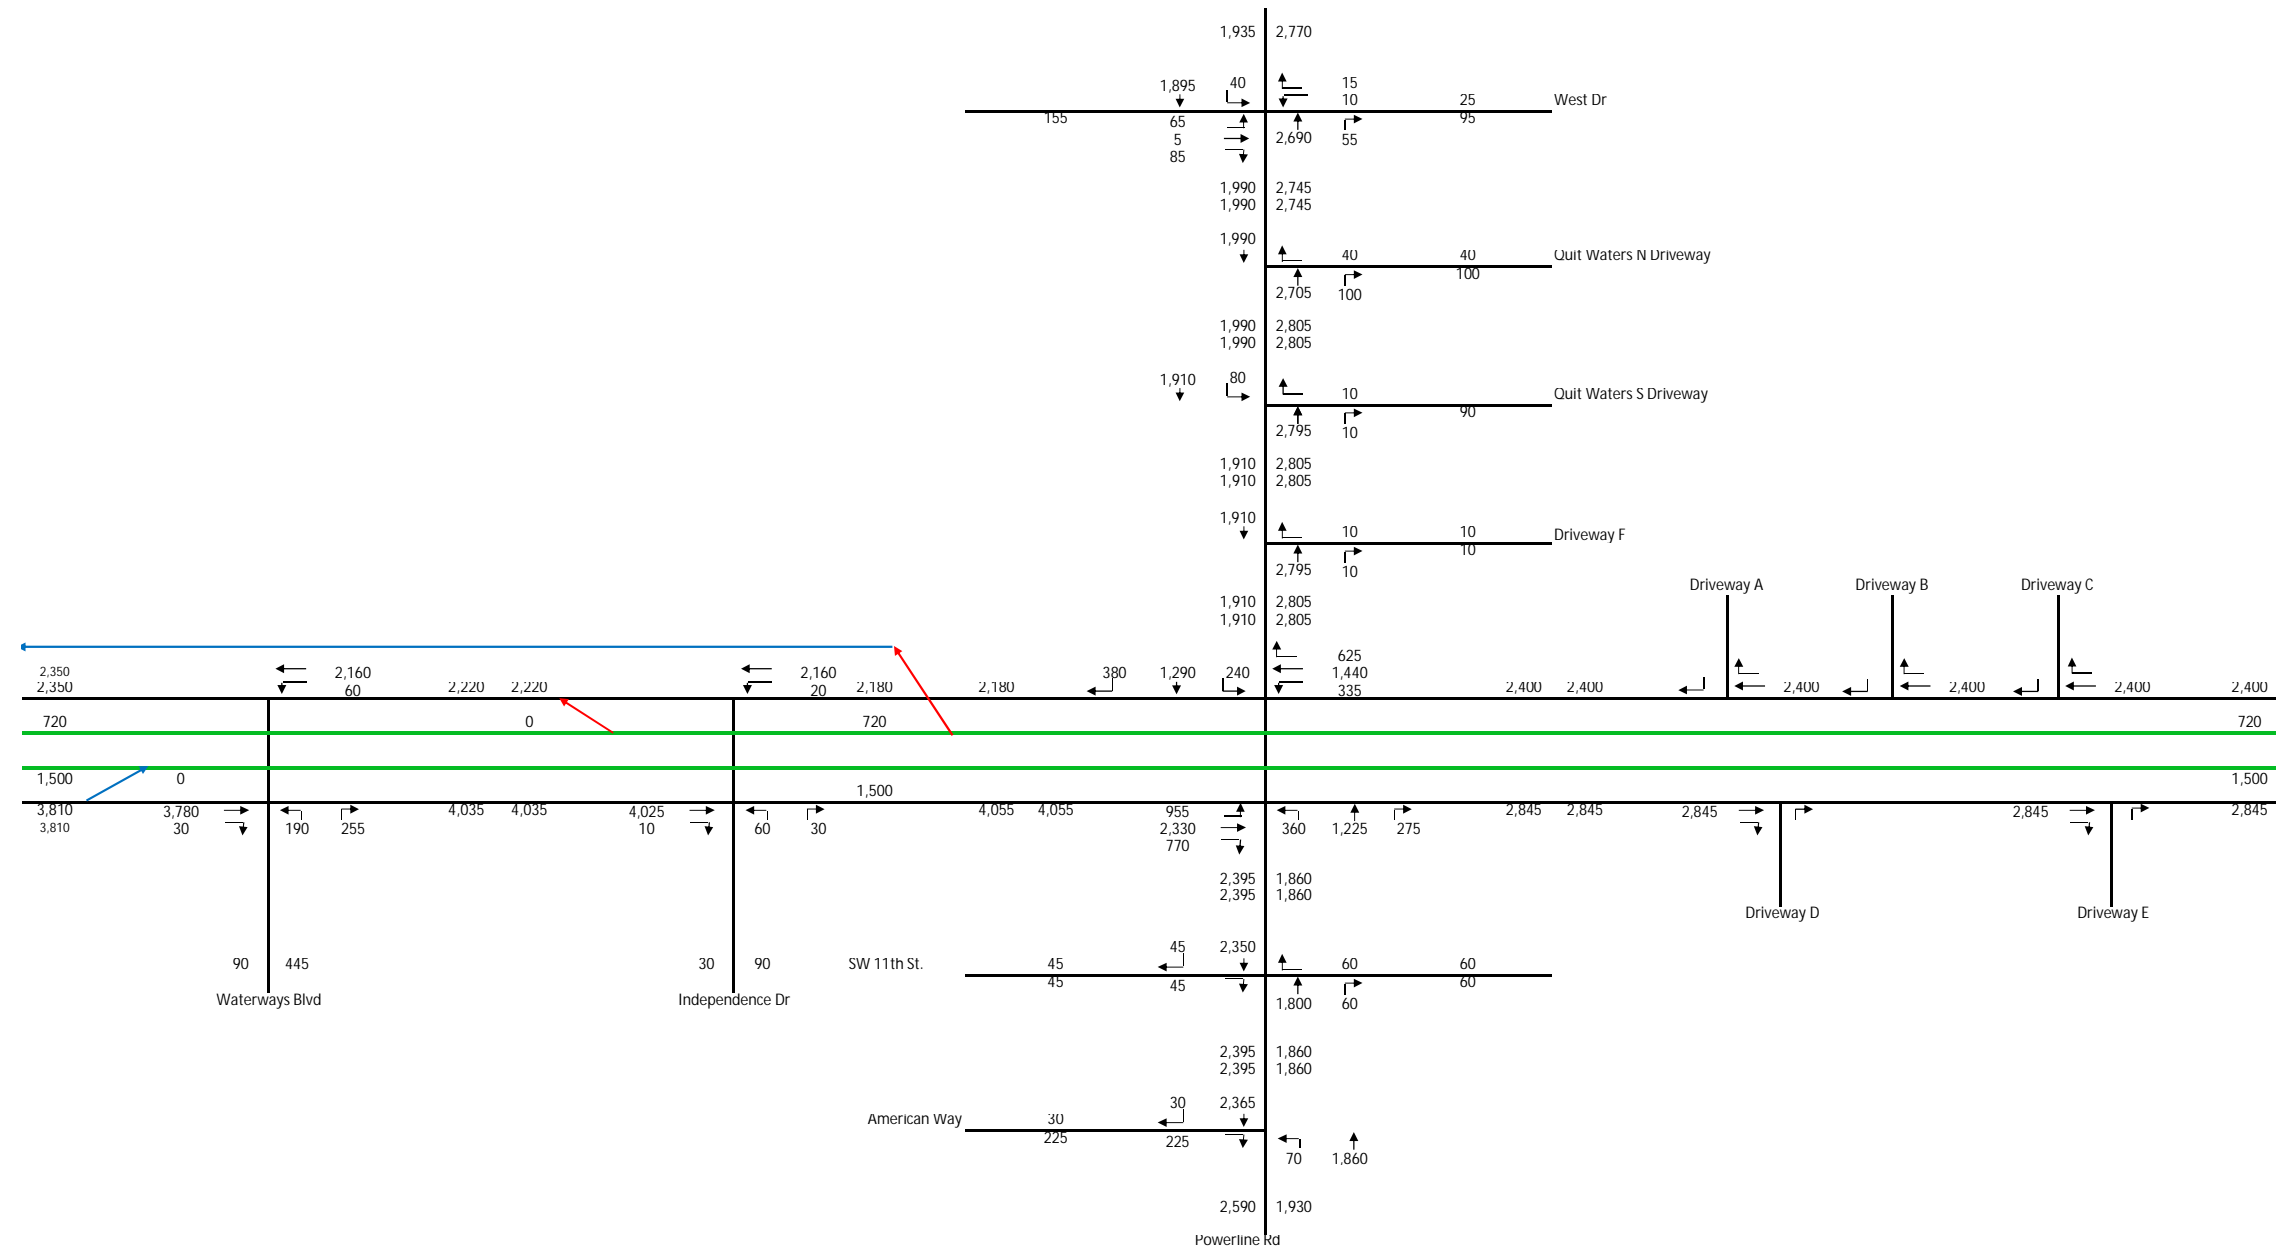 1,935 2,770
1,895 40 15
10 25 West Dr
155 65 95
5 2,690 55
85
1,990 2,745
1,990 2,745
1,990 40 40 Quit Waters N Driveway
100
2,705 100
1,990 2,805
1,990 2,805
1,910 80
10 Quit Waters S Driveway
90
2,795 10
1,910 2,805
1,910 2,805
1,910 10 10 Driveway F
10
2,795 10
Driveway A Driveway B Driveway C
1,910 2,805
1,910 2,805
625
2,350 2,160 2,160 380 1,290 240 1,440
2,350 60 2,220 2,220 20 2,180 2,180 335 2,400 2,400 2,400 2,400 2,400 2,400
720 0 720 720
1,500 0 1,500
1,500
3,810 3,780 4,035 4,035 4,025 4,055 4,055 955 2,845 2,845 2,845 2,845 2,845
3,810 30 190 255 10 60 30 2,330 360 1,225 275
770
2,395 1,860
2,395 1,860
Driveway D Driveway E
45 2,350
90 445 30 90 SW 11th St. 45 60 60
45 45 60
Waterways Blvd Independence Dr 1,800 60
2,395 1,860
2,395 1,860
30 2,365
American Way 30
225 225
70 1,860
2,590 1,930
Powerline Rd